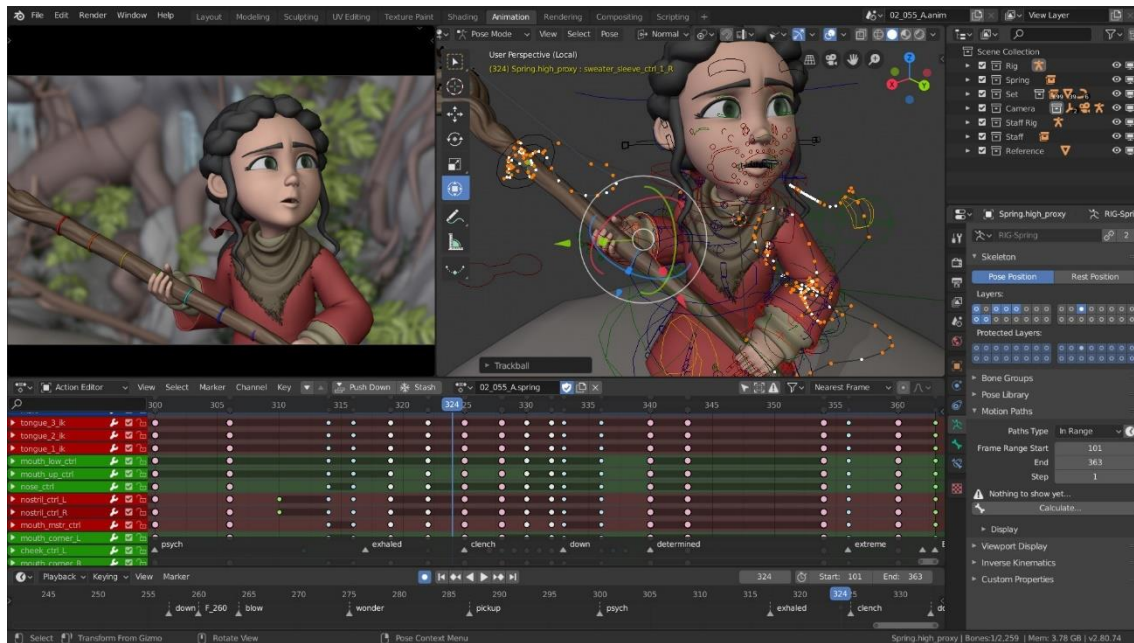 File Edit Render Window Help Layout Modeling Sculpting UV Editing Texture Paint Shading Animation Rendering Compositing Scripting + 02_055_A.anim View Layer
Pose Mode View Select Pose Normal
User Perspective (Local)
(324) Spring.high_proxy : sweater_sleeve_ctrl_1_R
Trackball
Scene Collection
Rig
Spring
Set
Camera
Staff Rig
Staff
Reference
Spring.high_proxy RIG-Spri
RIG-Spring 2
Skeleton
Pose Position Rest Position
Layers:
Protected Layers:
Bone Groups
Pose Library
Motion Paths
Paths Type In Range
Frame Range Start 101
End 363
Step 1
Nothing to show yet...
Calculate...
Display
Viewport Display
Inverse Kinematics
Custom Properties
Action Editor View Select Marker Channel Key Push Down Stash 02_055_A.spring Nearest Frame
300 305 310 315 320 324 330 335 340 345 350 355 360
tongue_3_ik
tongue_2_ik
tongue_1_ik
mouth_low_ctrl
mouth_up_ctrl
nose_ctrl
nostril_ctrl_L
nostril_ctrl_R
mouth_mstr_ctrl
mouth_corner_L
cheek_ctrl_L
mouth_corner_R
psych exhaled clench down determined extreme
Playback Keying View Marker 324 Start: 101 End: 363
245 250 255 260 265 270 275 280 285 290 295 300 305 310 315 320 324 330
down F_260 blow wonder pickup psych exhaled clench
Select Transform From Gizmo Rotate View Pose Context Menu Spring.high_proxy | Bones:1/2,259 | Mem: 3.78 GB | v2.80.74